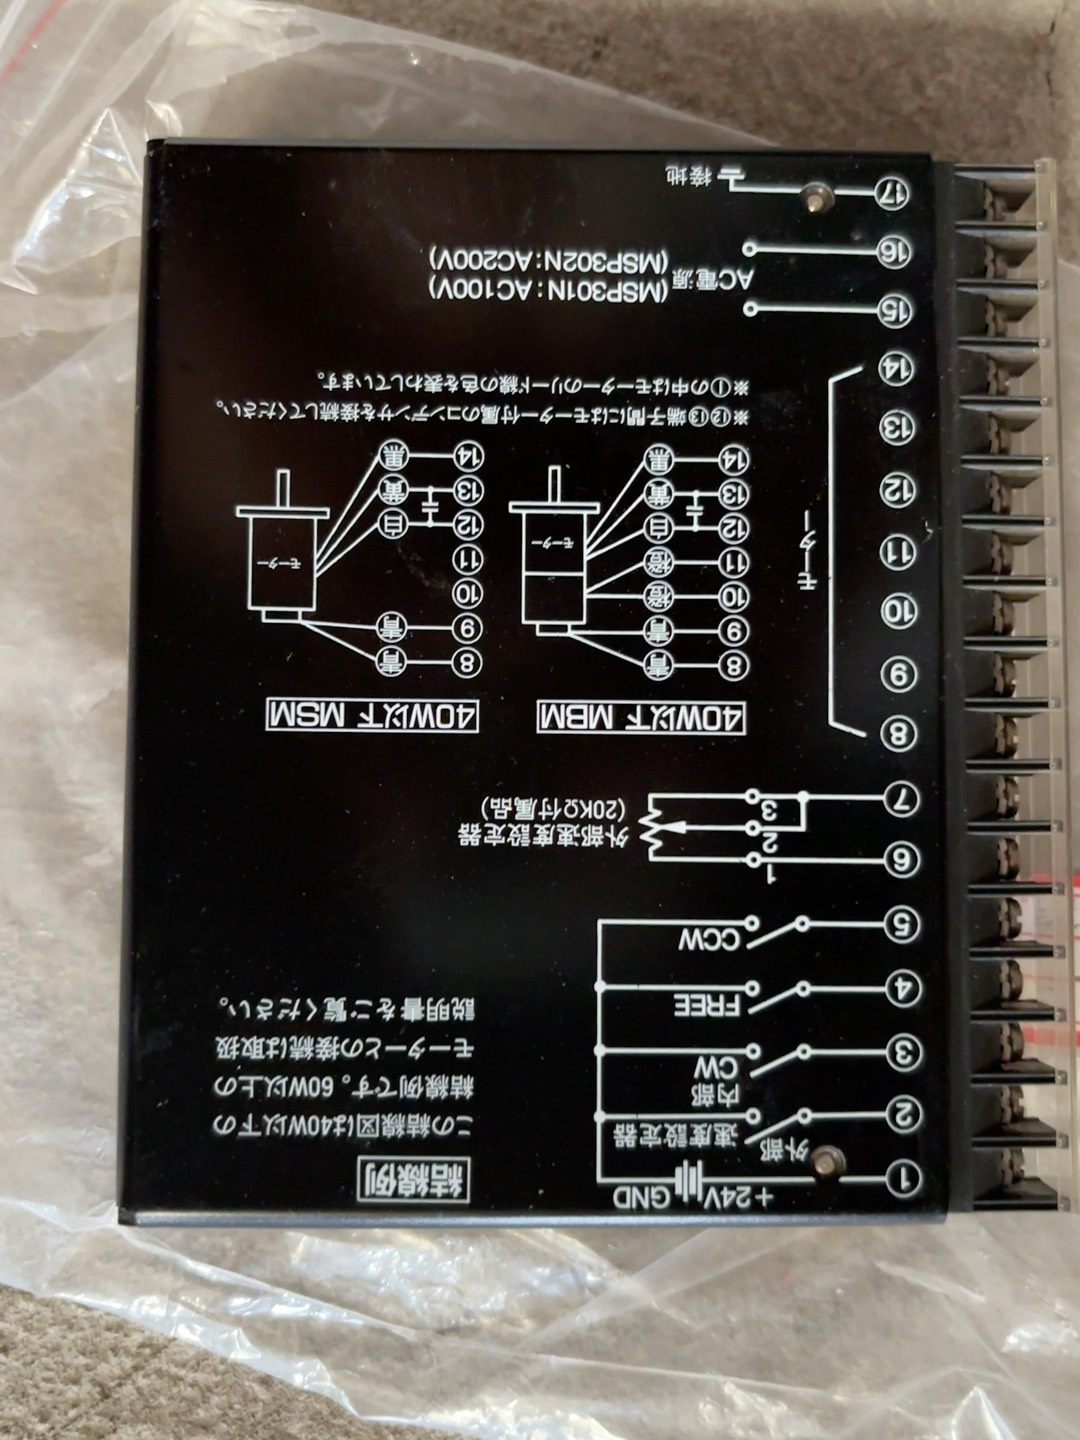 結線例
この結線図は40W以下の
結線例です。60W以上の
モーターとの接続は取扱
説明書をご覧ください。
① +24V GND
② 外部 内部 速度設定器
③ CW
④ FREE
⑤ CCW
⑥ 1
2
⑦ 3
外部速度設定器
(20KΩ付属品)
⑧
⑨
⑩
⑪
⑫
⑬
⑭
モーター
40W以下 MBM
⑧ 青
⑨ 青
⑩ 橙
⑪ 橙
⑫ 白
⑬ 黄
⑭ 黒
モーター
40W以下 MSM
⑧ 青
⑨ 青
⑩
⑪
⑫ 白
⑬ 黄
⑭ 黒
モーター
※⑫⑬端子間にはモーター付属のコンデンサを接続してください。
※○の中はモーターのリード線の色を表わしています。
⑮
⑯
AC電源
(MSP301N:AC100V)
(MSP302N:AC200V)
⑰ 接地